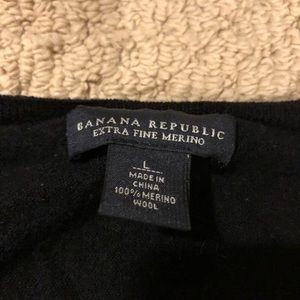 BANANA REPUBLIC
EXTRA FINE MERINO
L
MADE IN
CHINA
100% MERINO
WOOL